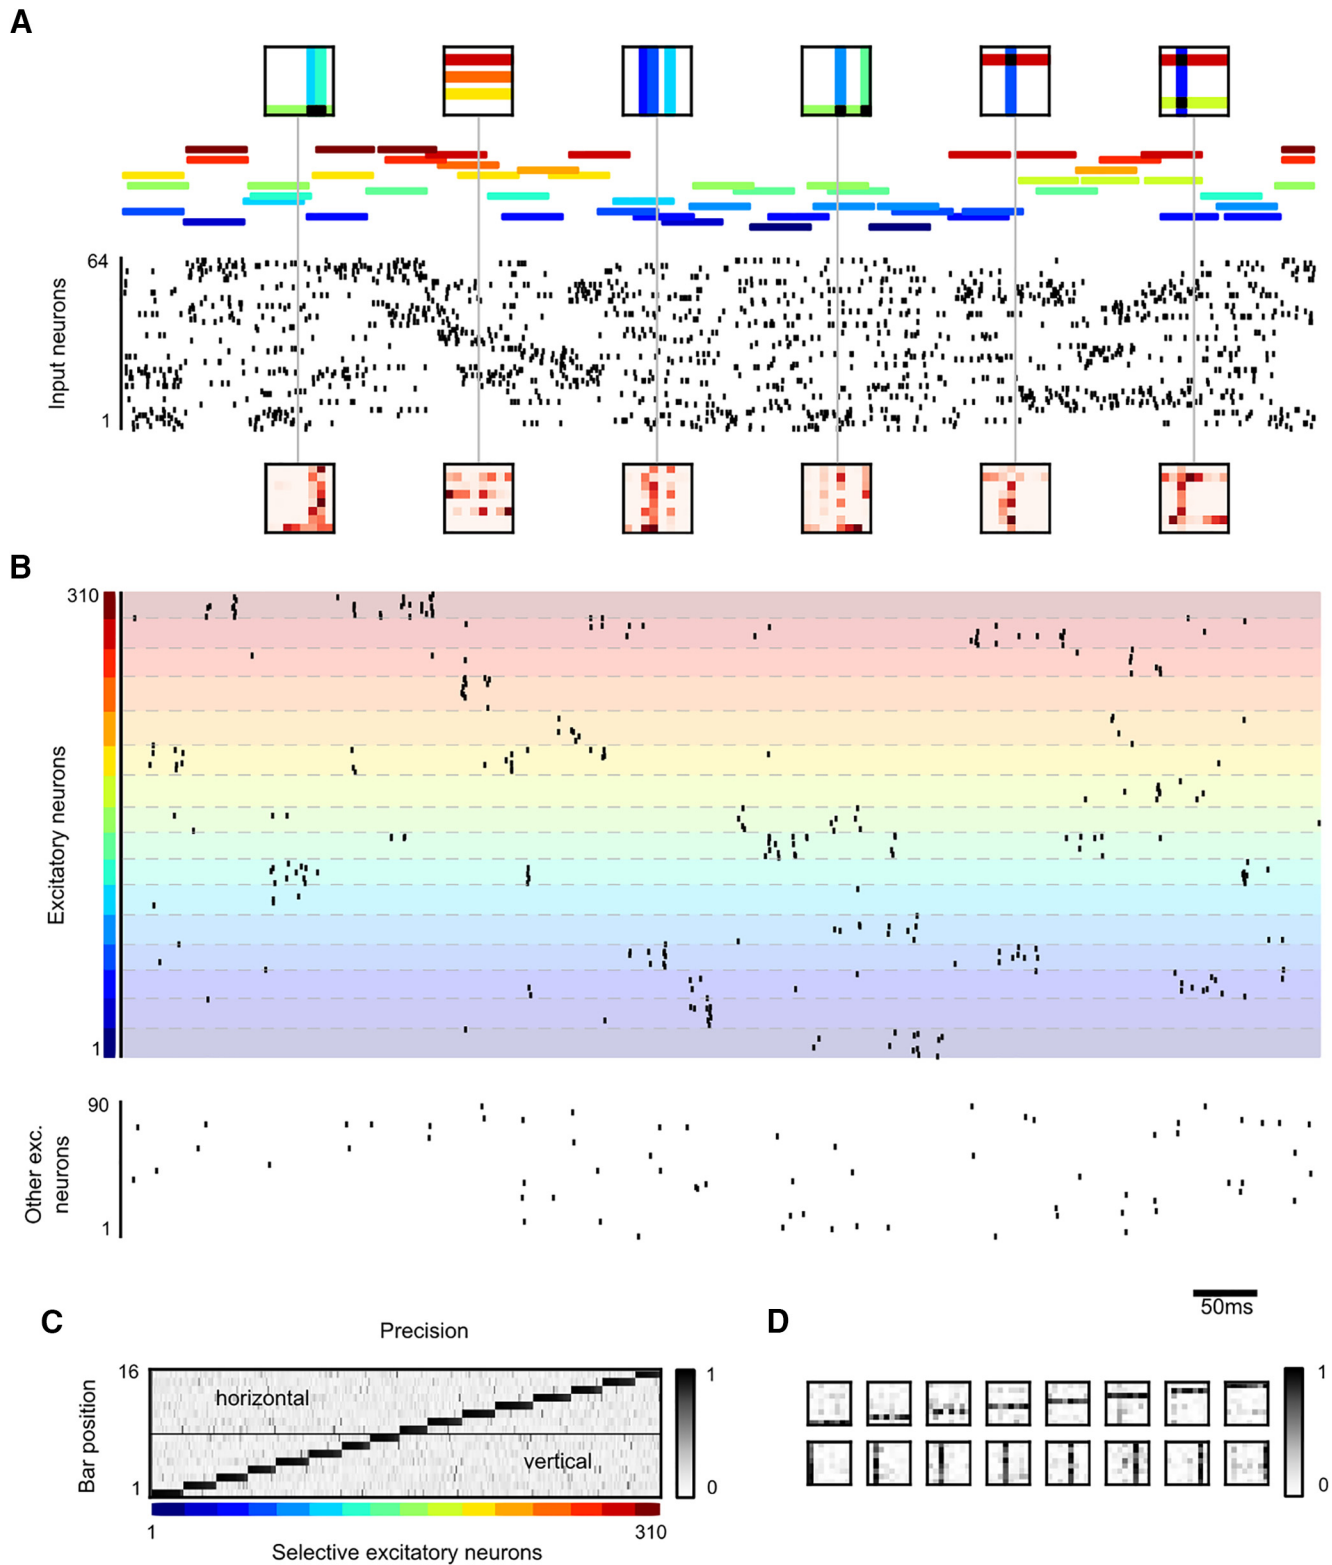 A
64
Input neurons
1
B
310
Excitatory neurons
1
90
Other exc.
neurons
1
50ms
C
Precision
16
Bar position
1
horizontal
vertical
1
0
1
310
Selective excitatory neurons
D
1
0